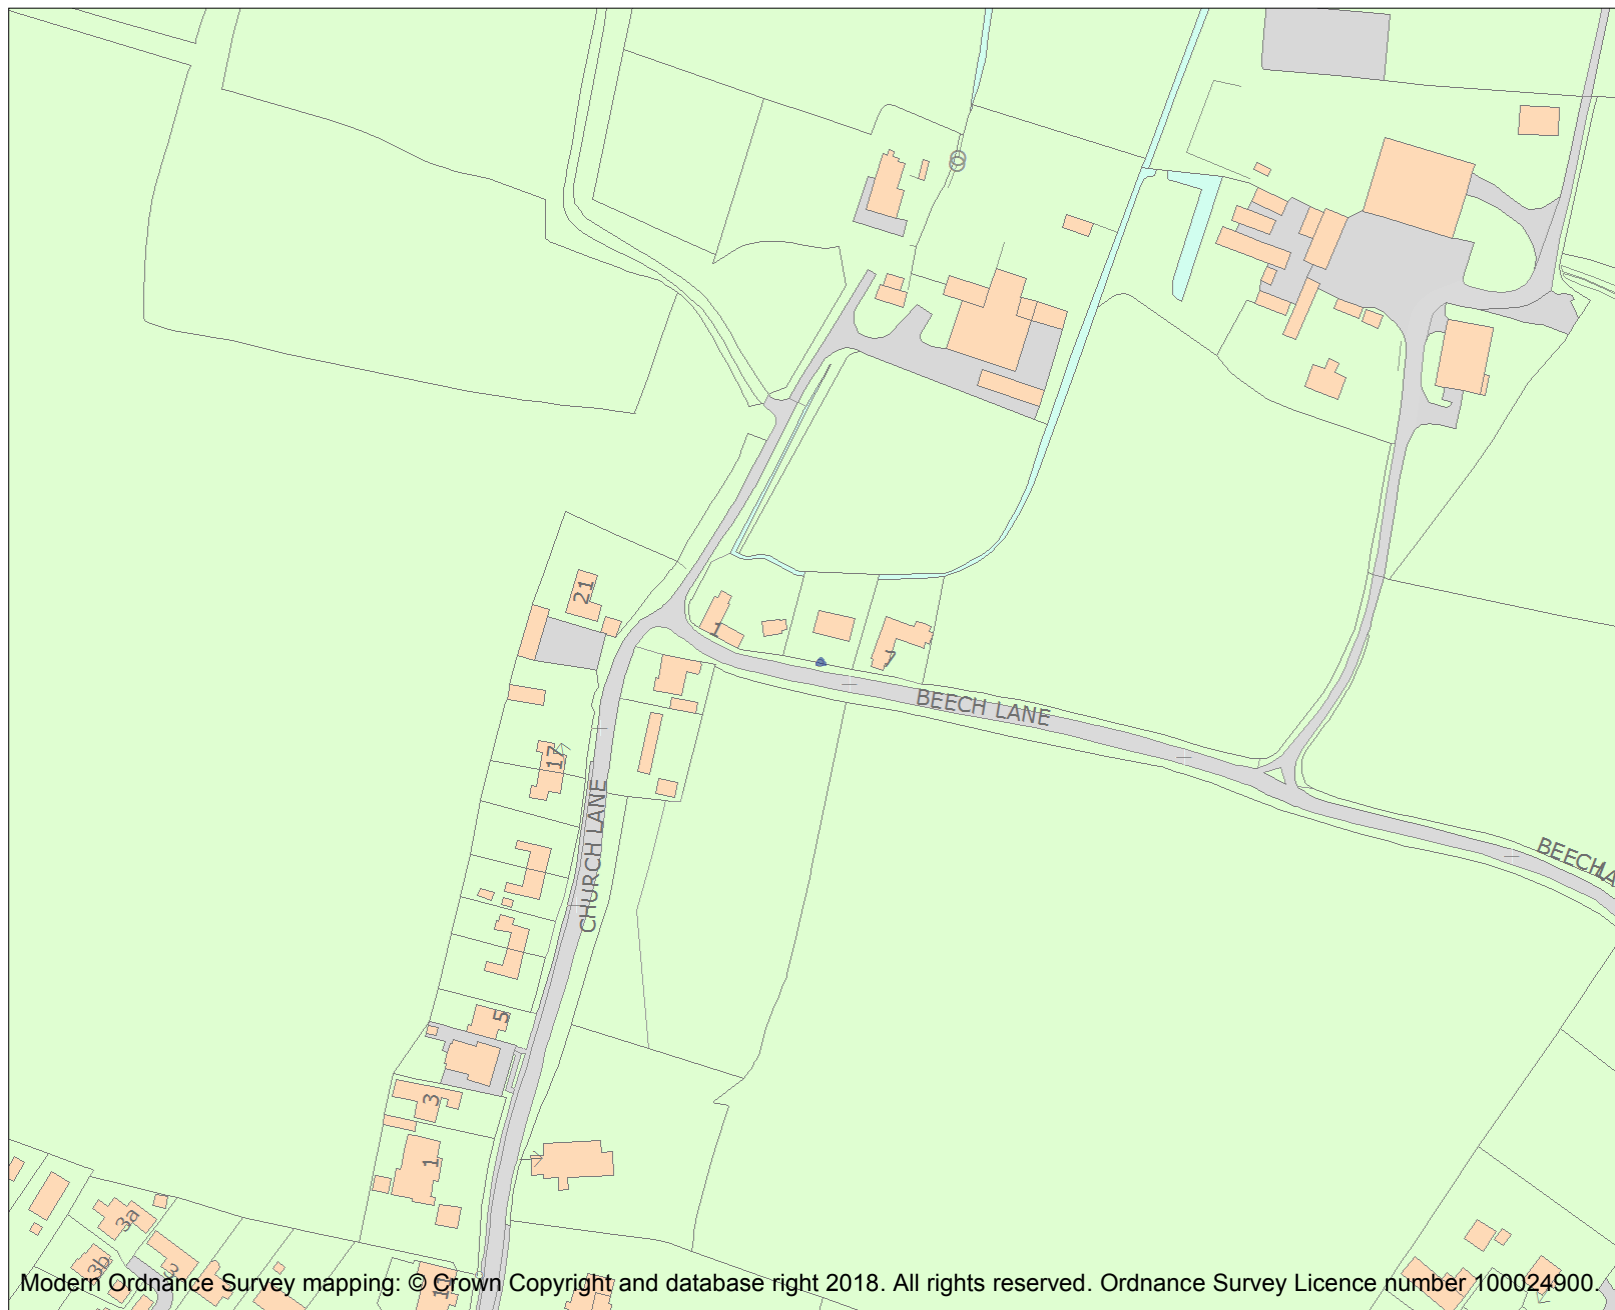 21
1
7
BEECH LANE
17
CHURCH LANE
BEECH LA
5
3
1
3a
3b
3
Modern Ordnance Survey mapping: © Crown Copyright and database right 2018. All rights reserved. Ordnance Survey Licence number 100024900.